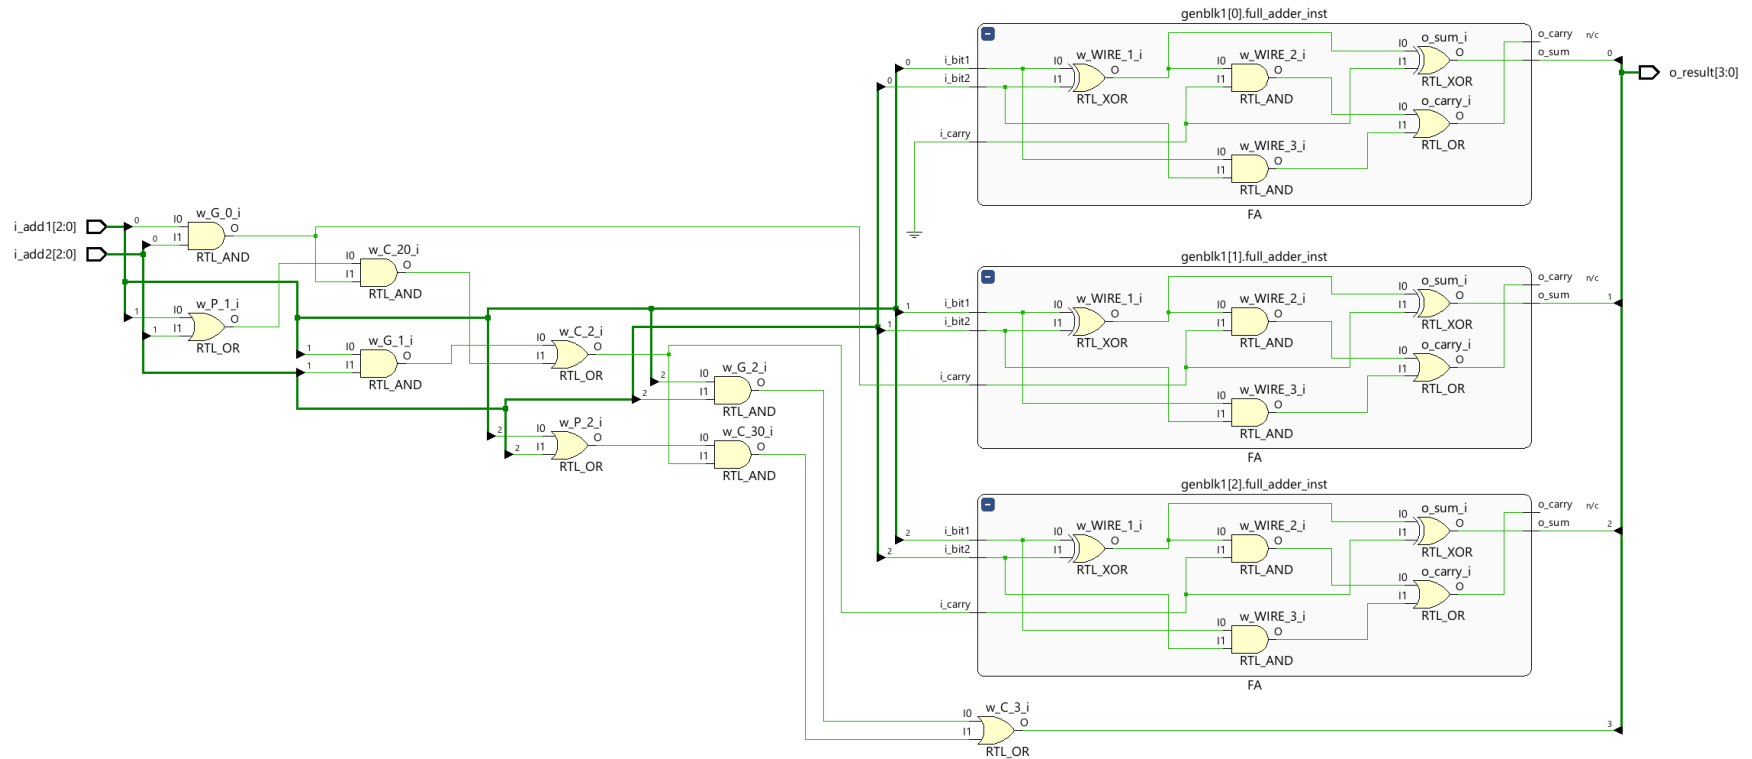 genblk1[0].full_adder_inst
o_carry n/c
o_sum 0
i_bit1 0
i_bit2 0
i_carry
w_WIRE_1_i
I0
I1
O
RTL_XOR
w_WIRE_2_i
I0
I1
O
RTL_AND
w_WIRE_3_i
I0
I1
O
RTL_AND
o_sum_i
I0
I1
O
RTL_XOR
o_carry_i
I0
I1
O
RTL_OR
FA
o_result[3:0]
i_add1[2:0]
i_add2[2:0]
0
0
w_G_0_i
I0
I1
O
RTL_AND
w_C_20_i
I0
I1
O
RTL_AND
1
1
w_P_1_i
I0
I1
O
RTL_OR
1
1
w_G_1_i
I0
I1
O
RTL_AND
w_C_2_i
I0
I1
O
RTL_OR
2
2
w_G_2_i
I0
I1
O
RTL_AND
2
2
w_P_2_i
I0
I1
O
RTL_OR
w_C_30_i
I0
I1
O
RTL_AND
genblk1[1].full_adder_inst
o_carry n/c
o_sum 1
1 i_bit1
1 i_bit2
i_carry
w_WIRE_1_i
I0
I1
O
RTL_XOR
w_WIRE_2_i
I0
I1
O
RTL_AND
w_WIRE_3_i
I0
I1
O
RTL_AND
o_sum_i
I0
I1
O
RTL_XOR
o_carry_i
I0
I1
O
RTL_OR
FA
genblk1[2].full_adder_inst
o_carry n/c
o_sum 2
2 i_bit1
2 i_bit2
i_carry
w_WIRE_1_i
I0
I1
O
RTL_XOR
w_WIRE_2_i
I0
I1
O
RTL_AND
w_WIRE_3_i
I0
I1
O
RTL_AND
o_sum_i
I0
I1
O
RTL_XOR
o_carry_i
I0
I1
O
RTL_OR
FA
w_C_3_i
I0
I1
O
RTL_OR
3